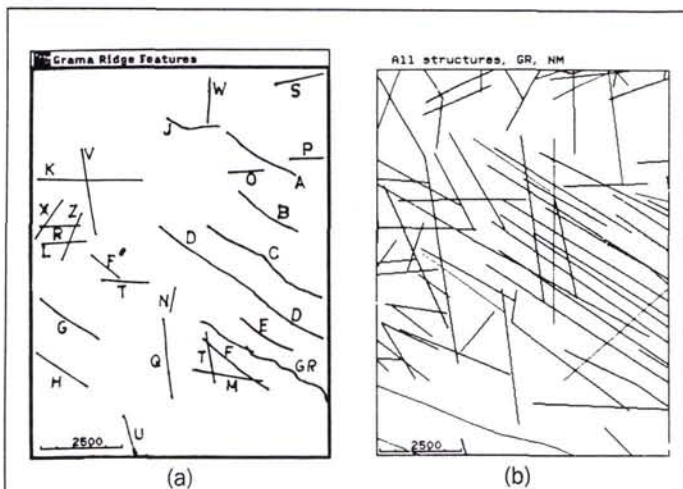 Grama Ridge Features
W
S
J
P
V
K
O
A
X
Z
B
R
L
D
C
F'
T
N
D
G
E
T
F
GR
Q
M
H
U
2500
(a)
All structures, GR, NM
2500
(b)